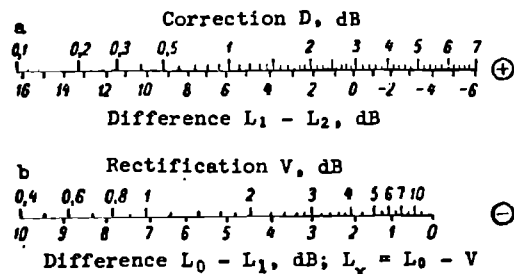 Correction D, dB
a
0,1 0,2 0,3 0,5 1 2 3 4 5 6 7
16 14 12 10 8 6 4 2 0 -2 -4 -6
Difference L₁ - L₂, dB
+
Rectification V, dB
b
0,4 0,6 0,8 1 2 3 4 5 6 7 10
10 9 8 7 6 5 4 3 2 1 0
Difference L₀ - L₁, dB; Lₓ = L₀ - V
−